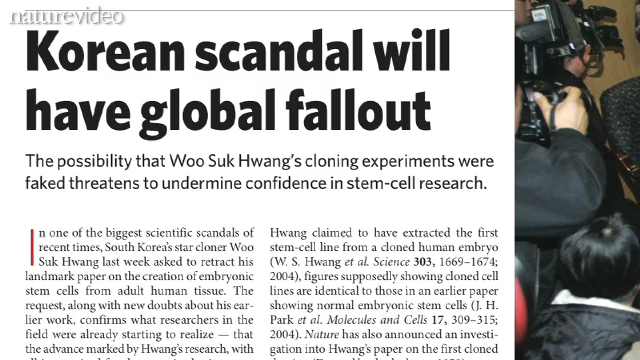 naturevideo
Korean scandal will
have global fallout
The possibility that Woo Suk Hwang's cloning experiments were
faked threatens to undermine confidence in stem-cell research.
In one of the biggest scientific scandals of
recent times, South Korea's star cloner Woo
Suk Hwang last week asked to retract his
landmark paper on the creation of embryonic
stem cells from adult human tissue. The
request, along with new doubts about his ear-
lier work, confirms what researchers in the
field were already starting to realize — that
the advance marked by Hwang's research, with
Hwang claimed to have extracted the first
stem-cell line from a cloned human embryo
(W. S. Hwang et al. Science 303, 1669–1674;
2004), figures supposedly showing cloned cell
lines are identical to those in an earlier paper
showing normal embryonic stem cells (J. H.
Park et al. Molecules and Cells 17, 309–315;
2004). Nature has also announced an investi-
gation into Hwang's paper on the first cloned